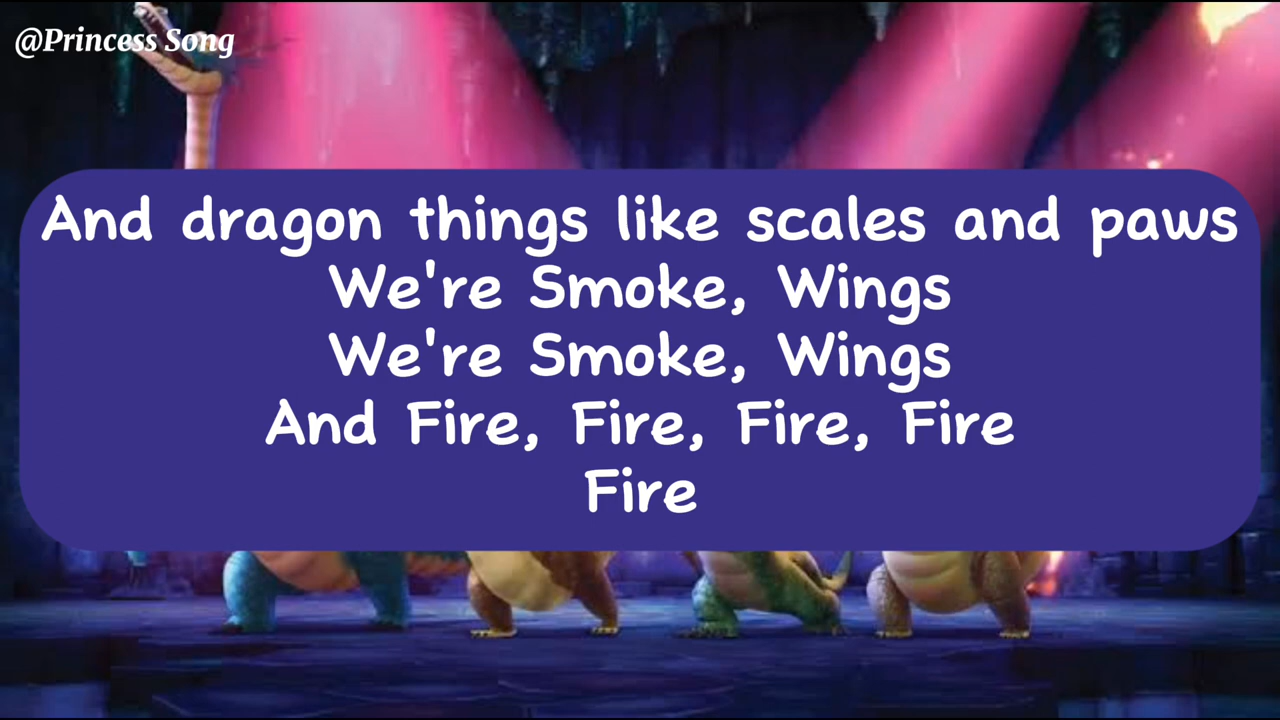 @Princess Song
And dragon things like scales and paws
We're Smoke, Wings
We're Smoke, Wings
And Fire, Fire, Fire, Fire
Fire